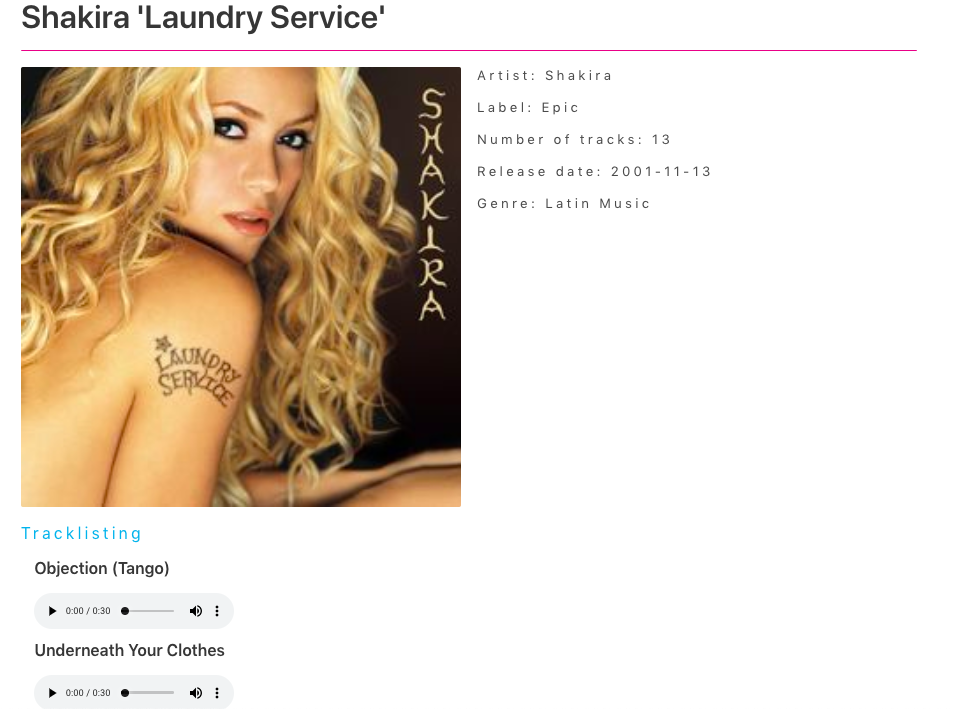 Shakira 'Laundry Service'
SHAKIRA
LAUNDRY
SERVICE
Artist: Shakira
Label: Epic
Number of tracks: 13
Release date: 2001-11-13
Genre: Latin Music
Tracklisting
Objection (Tango)
0:00 / 0:30
Underneath Your Clothes
0:00 / 0:30